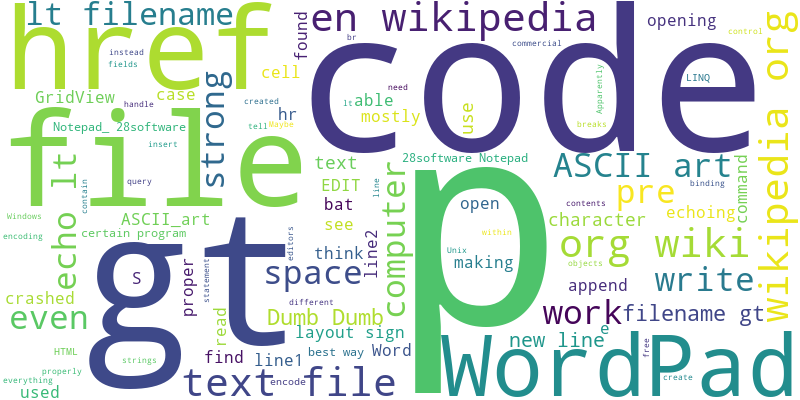 lt filename
en wikipedia
opening
href
code
found
instead
fields
br
commercial
control
wikipedia org
strong
cell
GridView
case
handle
created
need
lt
able
LINQ
Apparently
hr
mostly
use
Notepad_ 28software
tell
Maybe
breaks
file
insert
echo lt
contain
query
text
28software Notepad
ASCII art
command
EDIT
computer
line
p
pre
binding
Windows
ASCII_art
bat
open
contents
character
echoing
encoding
certain program
see
editors
line2
within
org wiki
gt
S
proper
statement
space
think
Unix
making
objects
crashed
different
append
write
even
read
Dumb Dumb
work
filename gt
layout sign
new line
e
HTML
strings
find
line1
best way
Word
WordPad
free
properly
everything
used
text file
encode
create